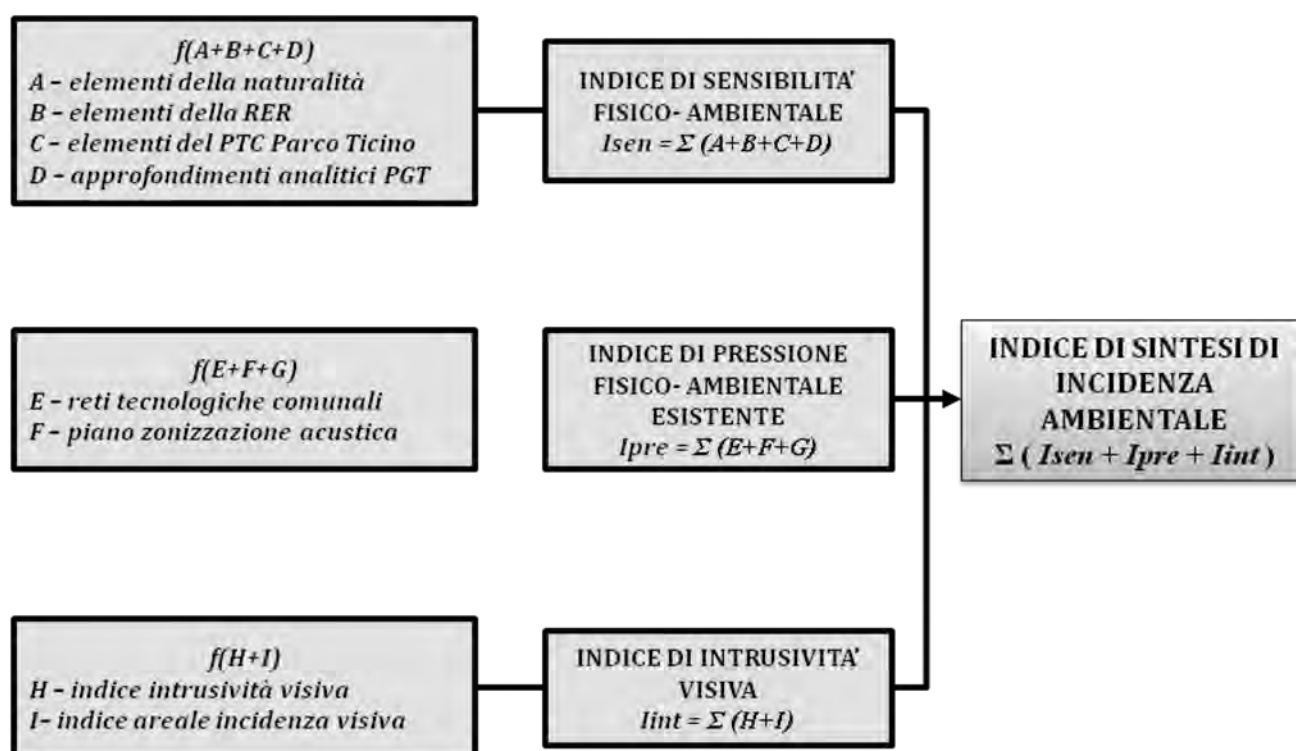 f(A+B+C+D)
A – elementi della naturalità
B – elementi della RER
C – elementi del PTC Parco Ticino
D – approfondimenti analitici PGT
INDICE DI SENSIBILITA'
FISICO- AMBIENTALE
Isen = Σ (A+B+C+D)
f(E+F+G)
E – reti tecnologiche comunali
F – piano zonizzazione acustica
INDICE DI PRESSIONE
FISICO- AMBIENTALE
ESISTENTE
Ipre = Σ (E+F+G)
INDICE DI SINTESI DI
INCIDENZA
AMBIENTALE
Σ ( Isen + Ipre + Iint )
f(H+I)
H – indice intrusività visiva
I– indice areale incidenza visiva
INDICE DI INTRUSIVITA'
VISIVA
Iint = Σ (H+I)